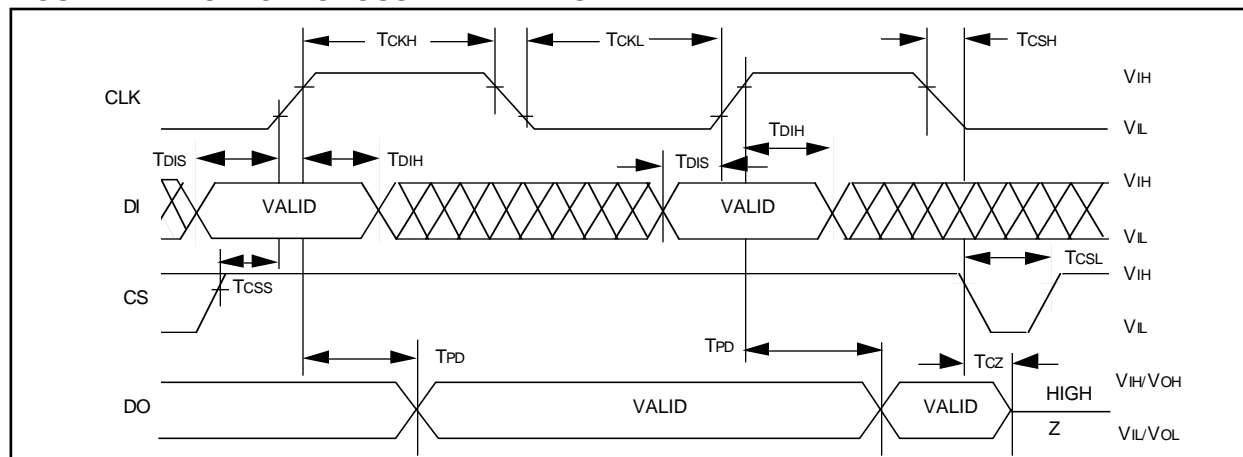 TCKH TCKL TCSH
CLK VIH
VIL
TDIS TDIH TDIS TDIH
DI VALID VALID VIH
VIL
TCSS TCSL
CS VIH
VIL
TPD TPD TCZ
DO VALID VALID HIGH Z VIH/VOH
VIL/VOL